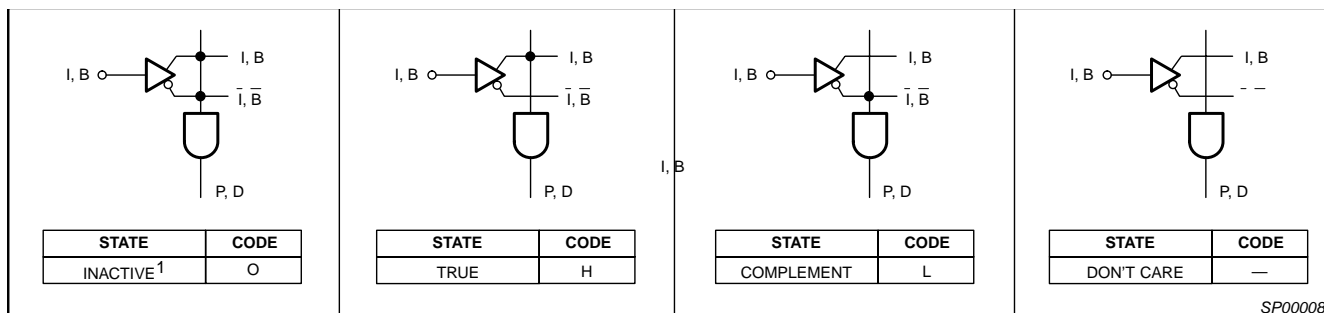 I, B
I, B
I̅, B̅
P, D
STATE CODE
INACTIVE1 O
I, B
I, B
I̅, B̅
P, D
STATE CODE
TRUE H
I, B
I, B
I, B
I̅, B̅
P, D
STATE CODE
COMPLEMENT L
I, B
I, B
P, D
STATE CODE
DON'T CARE —
SP00008